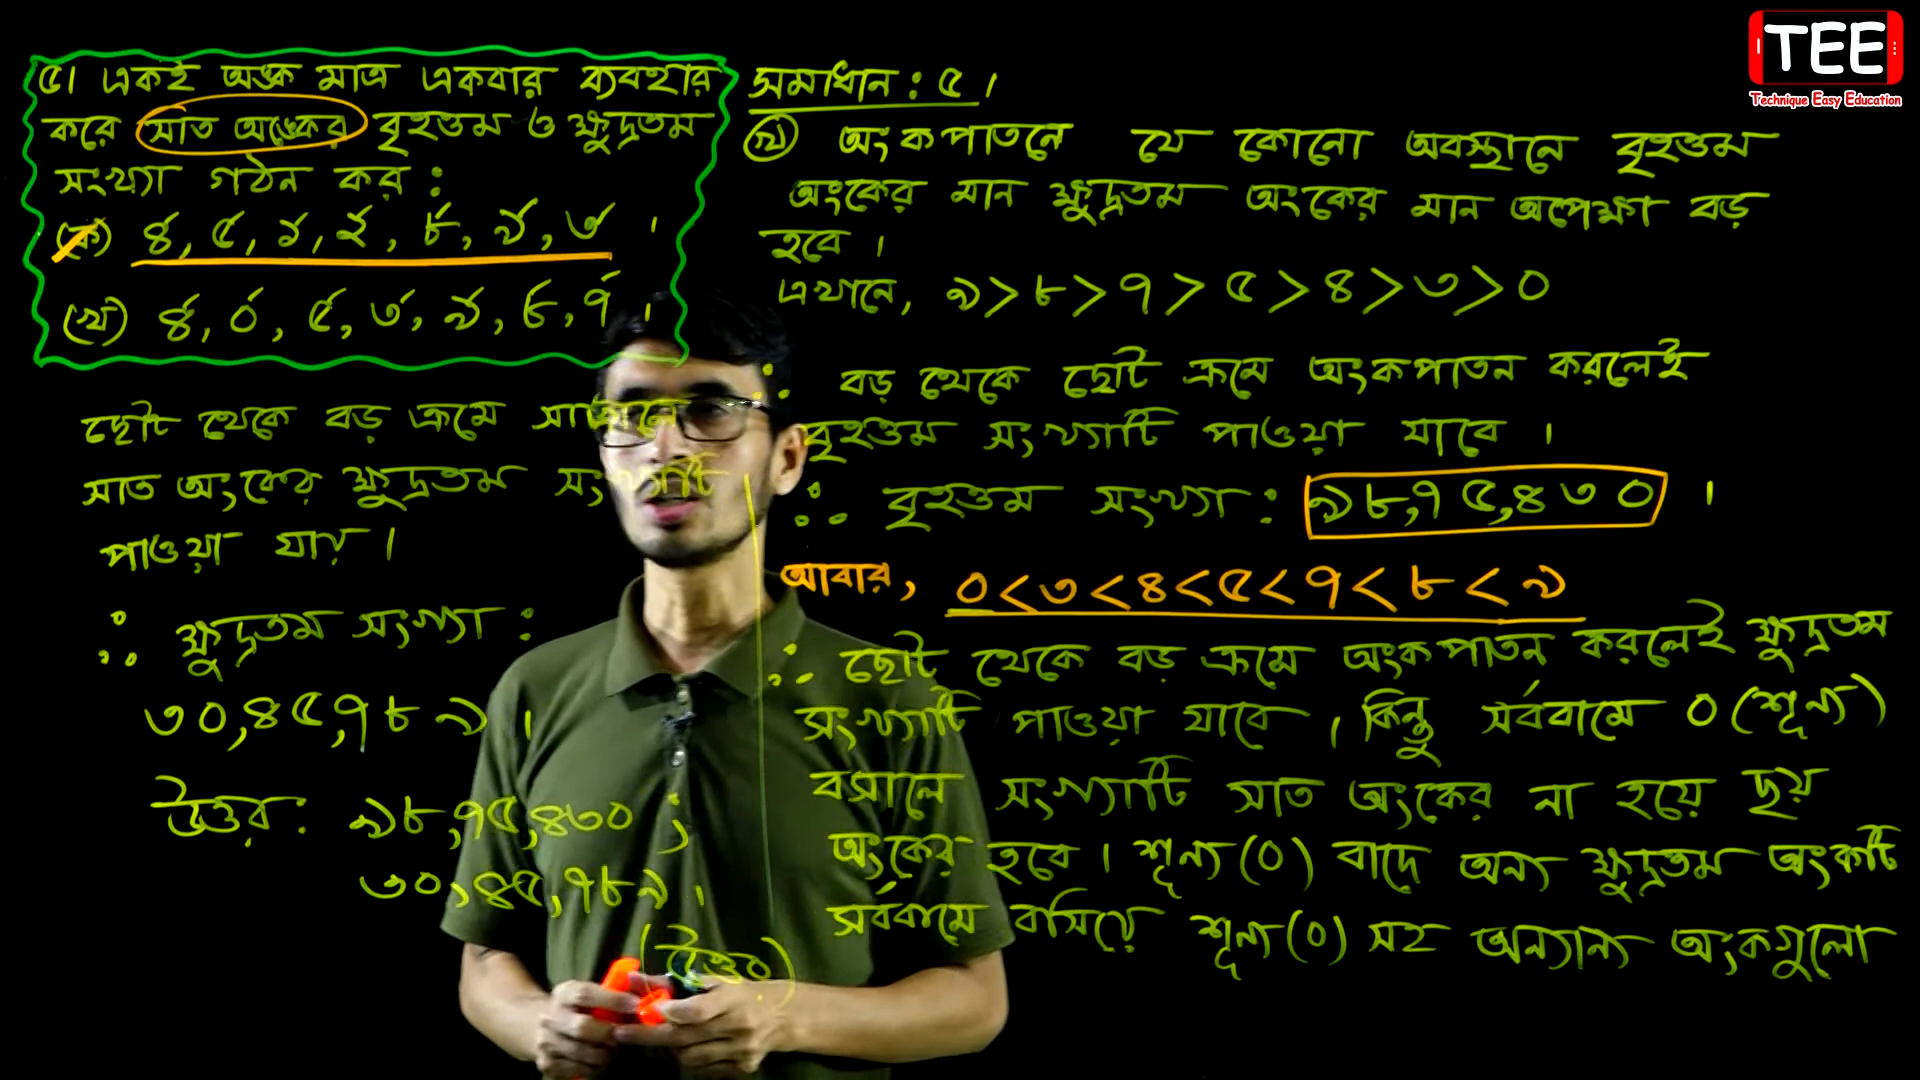 ৫। একই অঙ্ক মাত্র একবার ব্যবহার
করে সাত অঙ্কের বৃহত্তম ও ক্ষুদ্রতম
সংখ্যা গঠন কর :
(ক) ৪, ৫, ১, ২, ৮, ৯, ৩ ।
(খ) ৪, ০, ৫, ৩, ৯, ৮, ৭ ।
সমাধান : ৫ ।
(খ) অংকপাতনে যে কোনো অবস্থানে বৃহত্তম
অংকের মান ক্ষুদ্রতম অংকের মান অপেক্ষা বড়
হবে ।
এখানে, ৯ > ৮ > ৭ > ৫ > ৪ > ৩ > ০
∴ বড় থেকে ছোট ক্রমে অংকপাতন করলেই
বৃহত্তম সংখ্যাটি পাওয়া যাবে ।
∴ বৃহত্তম সংখ্যা : ৯৮,৭৫,৪৩০ ।
আবার, ০ < ৩ < ৪ < ৫ < ৭ < ৮ < ৯
∴ ছোট থেকে বড় ক্রমে অংকপাতন করলেই ক্ষুদ্রতম
সংখ্যাটি পাওয়া যাবে । কিন্তু সর্ববামে ০ (শূন্য)
বসালে সংখ্যাটি সাত অংকের না হয়ে ছয়
অংকের হবে । শূন্য (০) বাদে অন্য ক্ষুদ্রতম অংকটি
সর্ববামে বসিয়ে শূন্য (০) সহ অন্যান্য অংকগুলো
ছোট থেকে বড় ক্রমে সাজালে
সাত অংকের ক্ষুদ্রতম সংখ্যাটি
পাওয়া যায় ।
∴ ক্ষুদ্রতম সংখ্যা :
৩০,৪৫,৭৮৯ ।
উত্তর : ৯৮,৭৫,৪৩০ ;
৩০,৪৫,৭৮৯ ।
(উত্তর)
TEE
Technique Easy Education